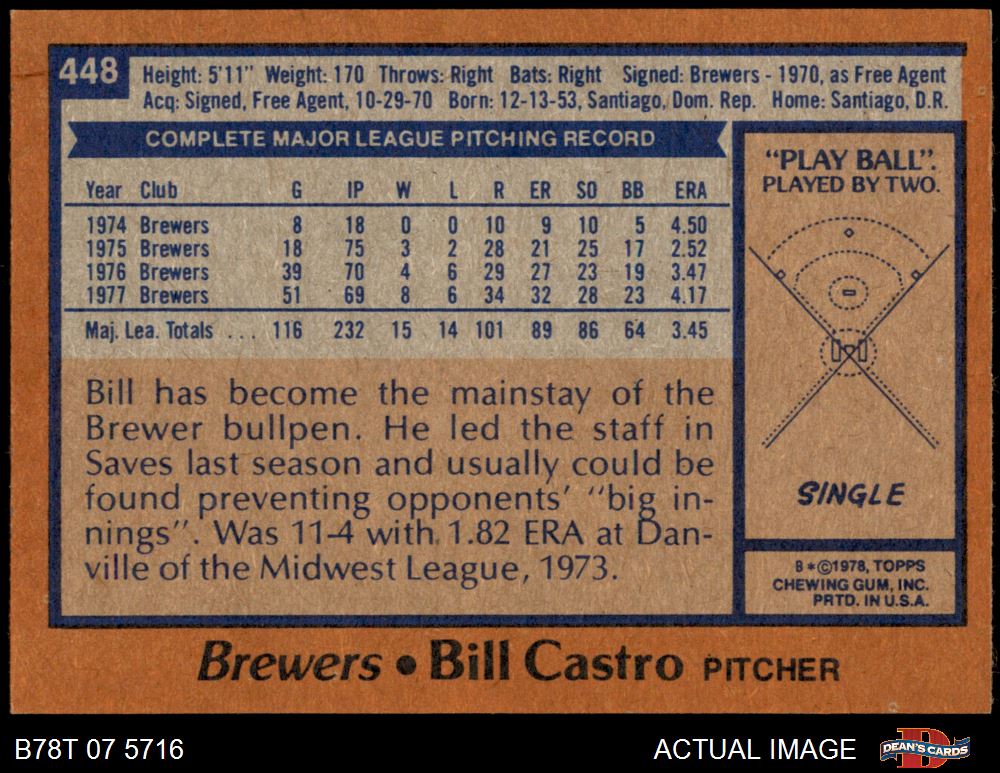 448
Height: 5'11" Weight: 170 Throws: Right Bats: Right Signed: Brewers - 1970, as Free Agent
Acq: Signed, Free Agent, 10-29-70 Born: 12-13-53, Santiago, Dom. Rep. Home: Santiago, D.R.
COMPLETE MAJOR LEAGUE PITCHING RECORD
Year Club G IP W L R ER SO BB ERA
1974 Brewers 8 18 0 0 10 9 10 5 4.50
1975 Brewers 18 75 3 2 28 21 25 17 2.52
1976 Brewers 39 70 4 6 29 27 23 19 3.47
1977 Brewers 51 69 8 6 34 32 28 23 4.17
Maj. Lea. Totals ... 116 232 15 14 101 89 86 64 3.45
Bill has become the mainstay of the
Brewer bullpen. He led the staff in
Saves last season and usually could be
found preventing opponents' "big in-
nings". Was 11-4 with 1.82 ERA at Dan-
ville of the Midwest League, 1973.
"PLAY BALL".
PLAYED BY TWO.
SINGLE
B*©1978, TOPPS
CHEWING GUM, INC.
PRTD. IN U.S.A.
Brewers • Bill Castro PITCHER
B78T 07 5716
ACTUAL IMAGE
DEAN'S CARDS